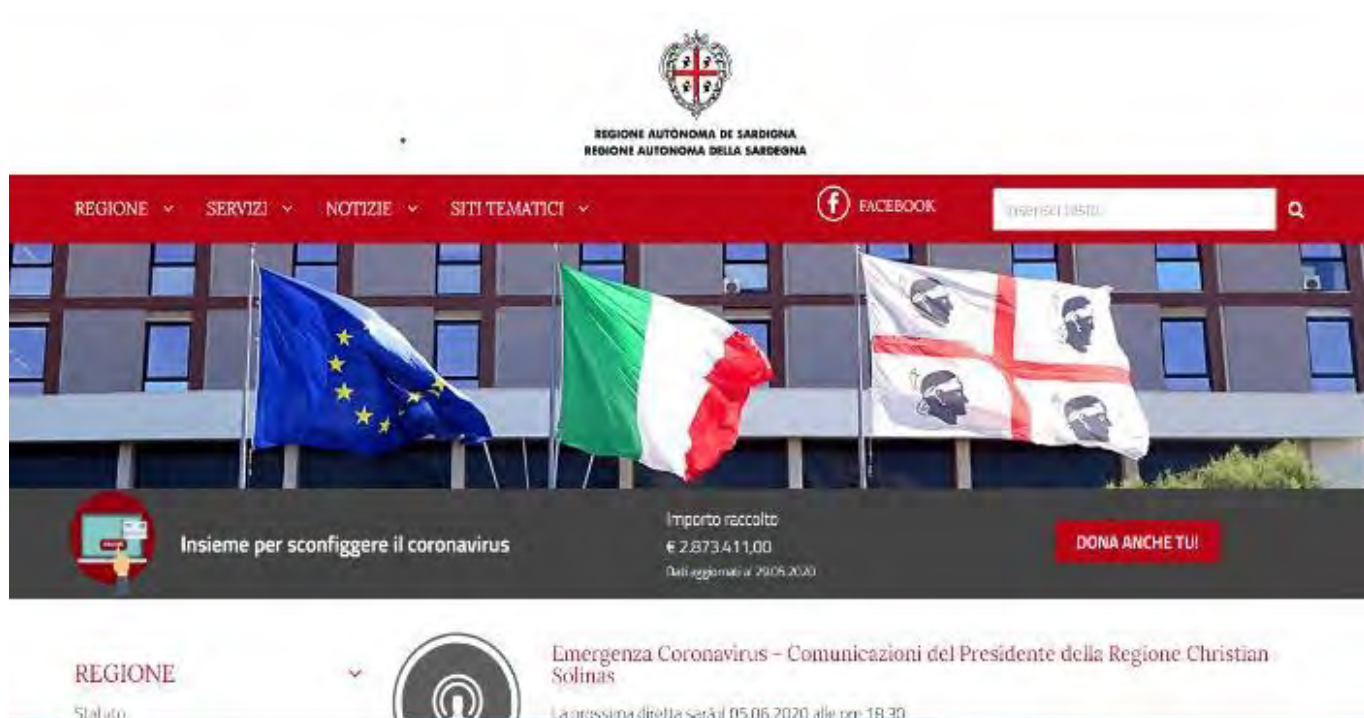 REGIONE AUTÒNOMA DE SARDIGNA
REGIONE AUTONOMA DELLA SARDEGNA
REGIONE SERVIZI NOTIZIE SITI TEMATICI FACEBOOK Inserisci testo
Insieme per sconfiggere il coronavirus
Importo raccolto
€ 2.873.411,00
Dati aggiornati al 29.05.2020
DONA ANCHE TU!
REGIONE
Statuto
Emergenza Coronavirus – Comunicazioni del Presidente della Regione Christian
Solinas
La prossima diretta sarà il 05.06.2020 alle ore 18.30